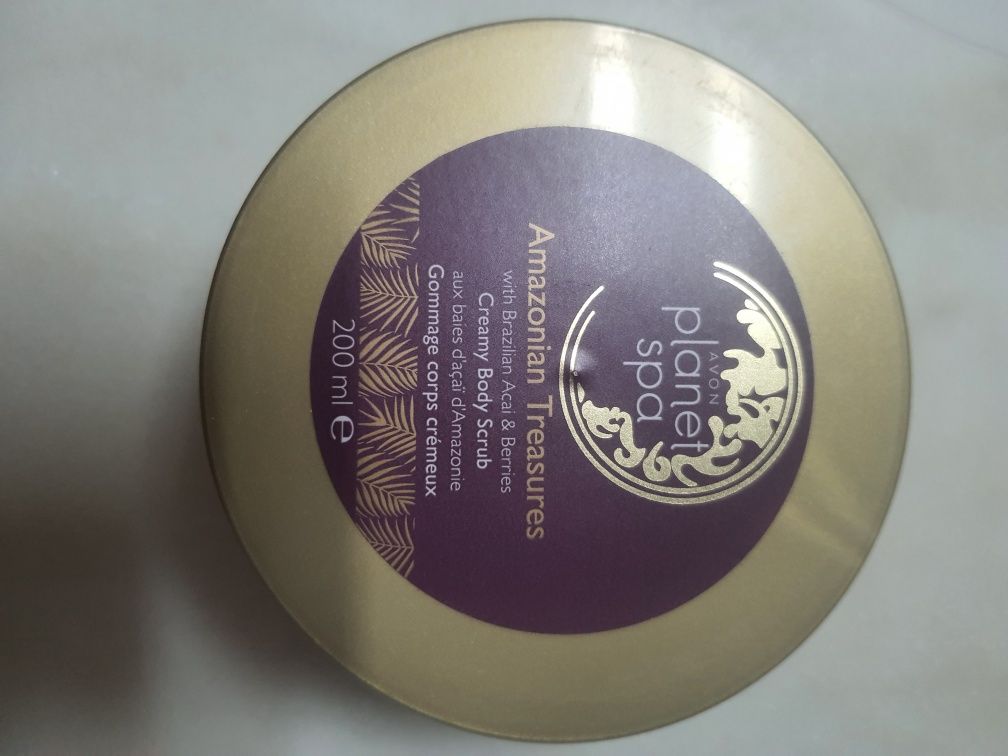 AVON
planet
spa
Amazonian Treasures
with Brazilian Açai & Berries
Creamy Body Scrub
aux baies d'açaï d'Amazonie
Gommage corps crémeux
200 ml ℮